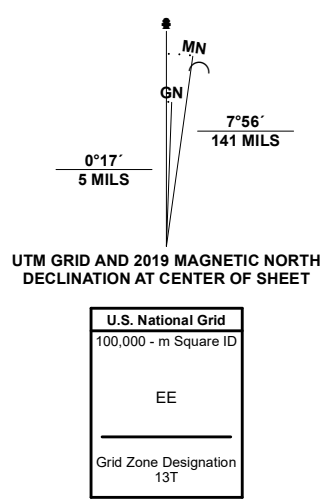 MN
GN
7°56´
141 MILS
0°17´
5 MILS
UTM GRID AND 2019 MAGNETIC NORTH
DECLINATION AT CENTER OF SHEET
U.S. National Grid
100,000 - m Square ID
EE
Grid Zone Designation
13T